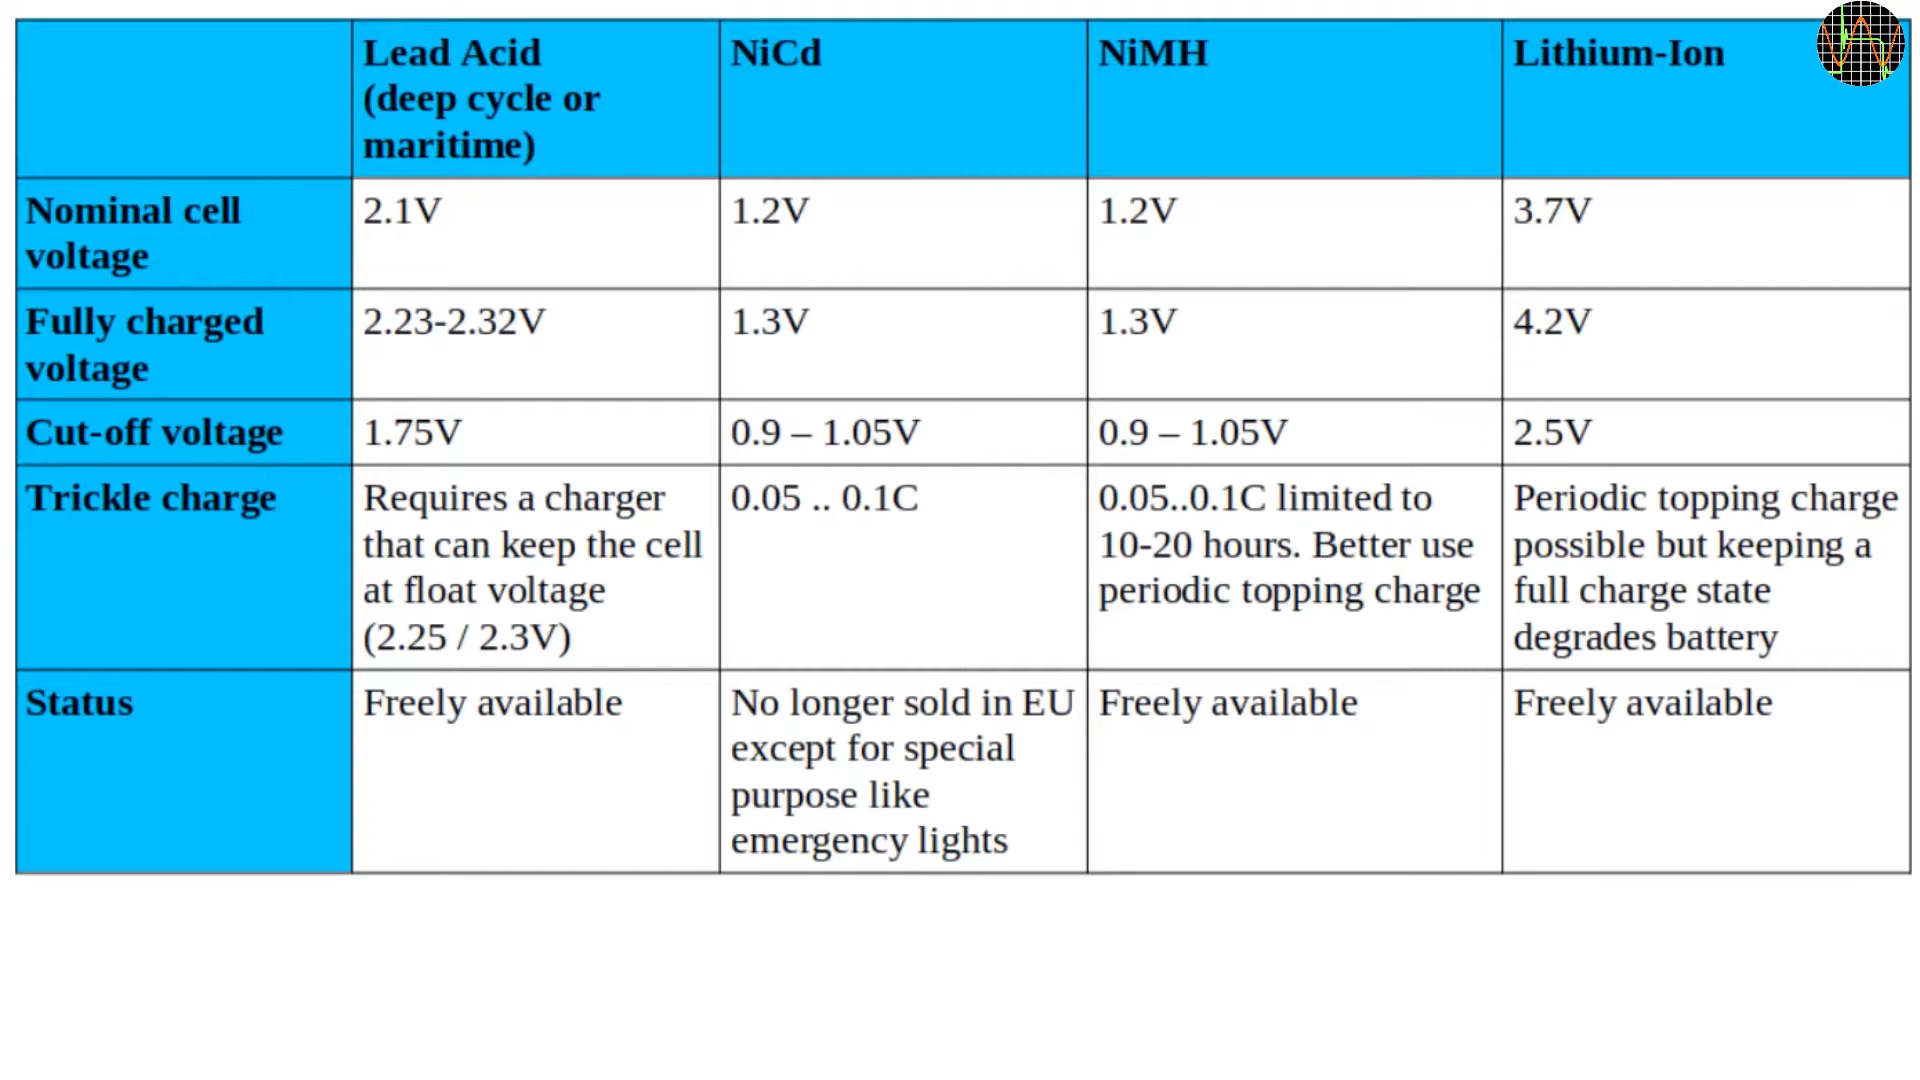 Lead Acid
(deep cycle or
maritime)
NiCd
NiMH
Lithium-Ion
Nominal cell
voltage
2.1V
1.2V
1.2V
3.7V
Fully charged
voltage
2.23-2.32V
1.3V
1.3V
4.2V
Cut-off voltage
1.75V
0.9 – 1.05V
0.9 – 1.05V
2.5V
Trickle charge
Requires a charger
that can keep the cell
at float voltage
(2.25 / 2.3V)
0.05 .. 0.1C
0.05..0.1C limited to
10-20 hours. Better use
periodic topping charge
Periodic topping charge
possible but keeping a
full charge state
degrades battery
Status
Freely available
No longer sold in EU
except for special
purpose like
emergency lights
Freely available
Freely available